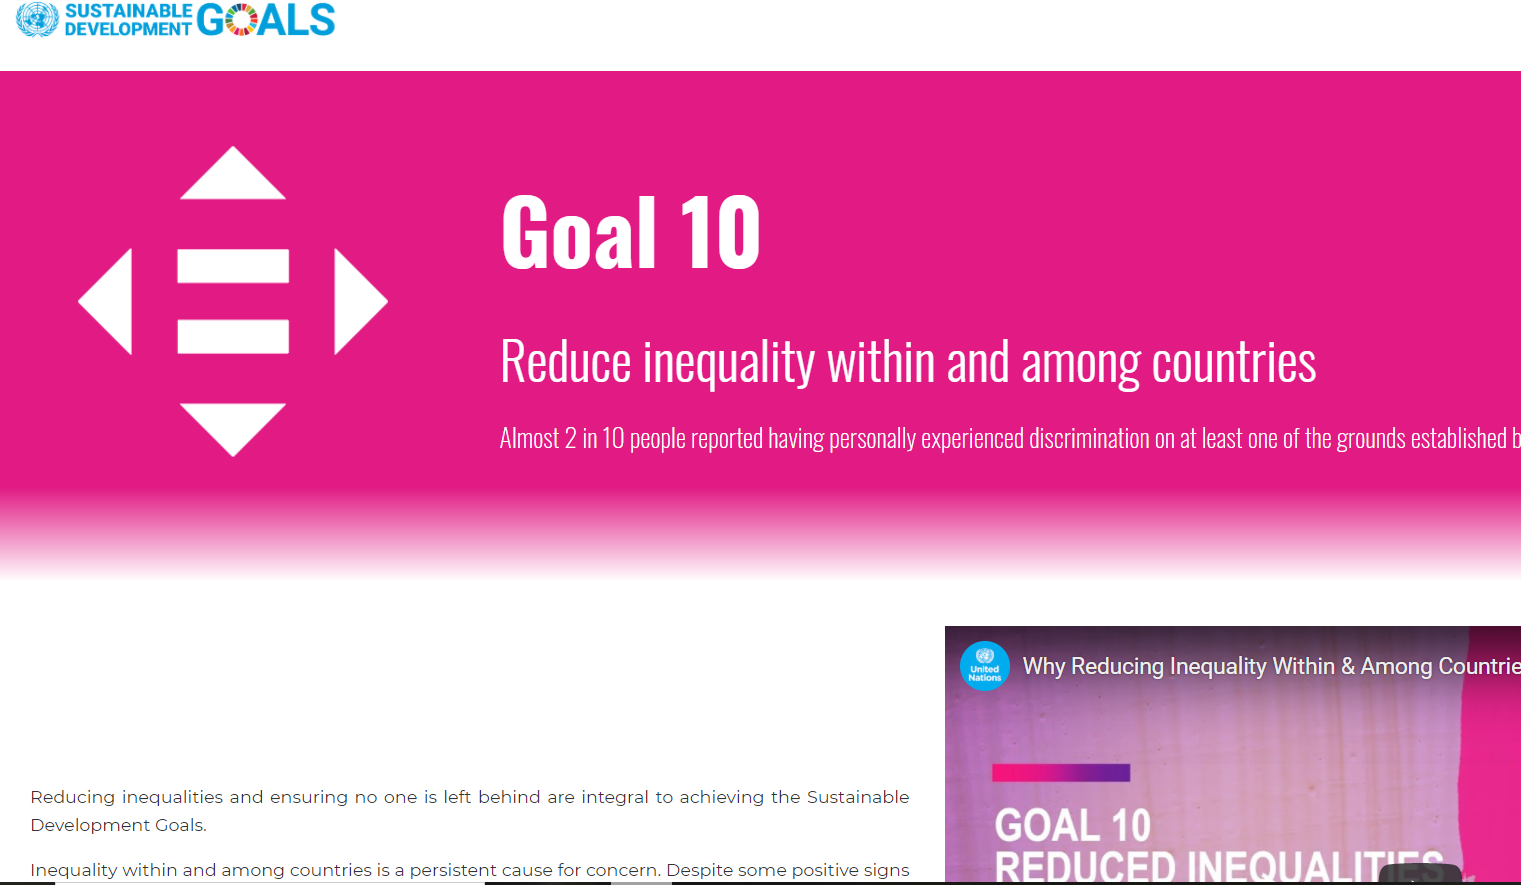 SUSTAINABLE
DEVELOPMENT GOALS
Goal 10
Reduce inequality within and among countries
Almost 2 in 10 people reported having personally experienced discrimination on at least one of the grounds established b
United
Nations
Why Reducing Inequality Within & Among Countrie
GOAL 10
REDUCED INEQUALITIES
Reducing inequalities and ensuring no one is left behind are integral to achieving the Sustainable
Development Goals.
Inequality within and among countries is a persistent cause for concern. Despite some positive signs